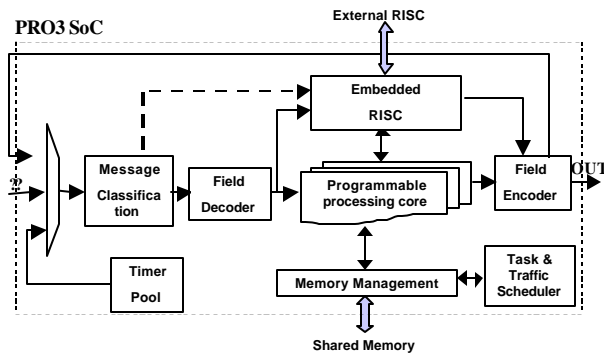 External RISC
PRO3 SoC
Embedded
RISC
Message
Classifica
tion
Field
Decoder
Programmable
processing core
Field
Encoder
OUT
??
Timer
Pool
Memory Management
Task &
Traffic
Scheduler
Shared Memory